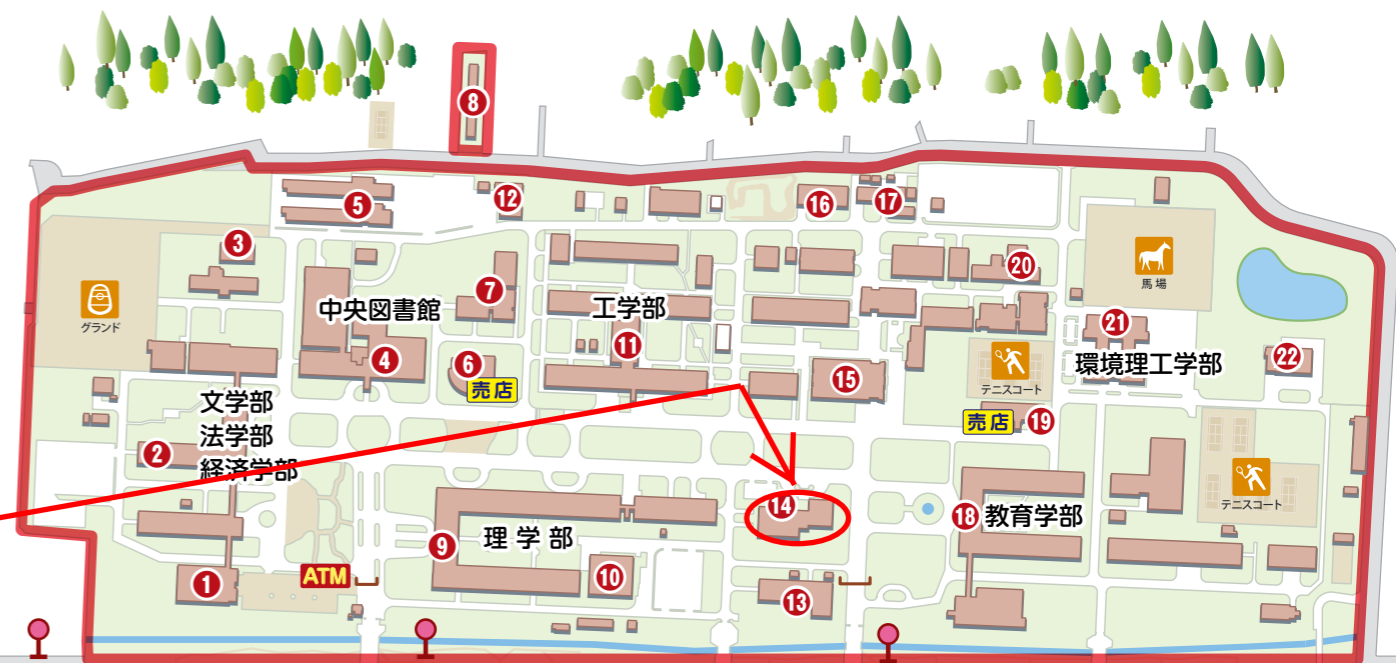 8
5
12
16
17
3
20
馬場
グランド
中央図書館
7
工学部
11
21
4
6
売店
15
テニスコート
環境理工学部
22
文学部
法学部
経済学部
2
売店
19
テニスコート
14
18
教育学部
9
理学部
10
1
ATM
13